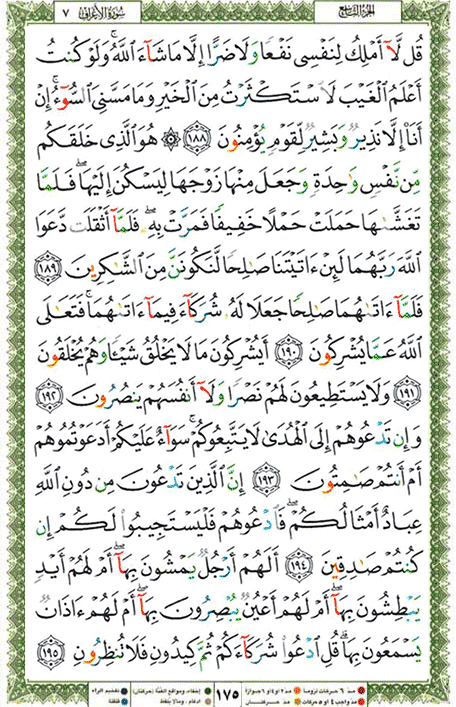 الجزء التاسع
سورة الأعراف ٧
قُل لَّآ أَمْلِكُ لِنَفْسِى نَفْعًا وَلَا ضَرًّا إِلَّا مَا شَآءَ ٱللَّهُ ۚ وَلَوْ كُنتُ
أَعْلَمُ ٱلْغَيْبَ لَٱسْتَكْثَرْتُ مِنَ ٱلْخَيْرِ وَمَا مَسَّنِىَ ٱلسُّوٓءُ ۚ إِنْ
أَنَا۠ إِلَّا نَذِيرٌ وَبَشِيرٌ لِّقَوْمٍ يُؤْمِنُونَ ١٨٨ ۞ هُوَ ٱلَّذِى خَلَقَكُم
مِّن نَّفْسٍ وَٰحِدَةٍ وَجَعَلَ مِنْهَا زَوْجَهَا لِيَسْكُنَ إِلَيْهَا ۖ فَلَمَّا
تَغَشَّىٰهَا حَمَلَتْ حَمْلًا خَفِيفًا فَمَرَّتْ بِهِۦ ۖ فَلَمَّآ أَثْقَلَت دَّعَوَا
ٱللَّهَ رَبَّهُمَا لَئِنْ ءَاتَيْتَنَا صَٰلِحًا لَّنَكُونَنَّ مِنَ ٱلشَّٰكِرِينَ ١٨٩
فَلَمَّآ ءَاتَىٰهُمَا صَٰلِحًا جَعَلَا لَهُۥ شُرَكَآءَ فِيمَآ ءَاتَىٰهُمَا ۚ فَتَعَٰلَى
ٱللَّهُ عَمَّا يُشْرِكُونَ ١٩٠ أَيُشْرِكُونَ مَا لَا يَخْلُقُ شَيْـًٔا وَهُمْ يُخْلَقُونَ
١٩١ وَلَا يَسْتَطِيعُونَ لَهُمْ نَصْرًا وَلَآ أَنفُسَهُمْ يَنصُرُونَ ١٩٢
وَإِن تَدْعُوهُمْ إِلَى ٱلْهُدَىٰ لَا يَتَّبِعُوكُمْ ۚ سَوَآءٌ عَلَيْكُمْ أَدَعَوْتُمُوهُمْ
أَمْ أَنتُمْ صَٰمِتُونَ ١٩٣ إِنَّ ٱلَّذِينَ تَدْعُونَ مِن دُونِ ٱللَّهِ
عِبَادٌ أَمْثَالُكُمْ ۖ فَٱدْعُوهُمْ فَلْيَسْتَجِيبُوا۟ لَكُمْ إِن
كُنتُمْ صَٰدِقِينَ ١٩٤ أَلَهُمْ أَرْجُلٌ يَمْشُونَ بِهَآ ۖ أَمْ لَهُمْ أَيْدٍ
يَبْطِشُونَ بِهَآ ۖ أَمْ لَهُمْ أَعْيُنٌ يُبْصِرُونَ بِهَآ ۖ أَمْ لَهُمْ ءَاذَانٌ
يَسْمَعُونَ بِهَا ۗ قُلِ ٱدْعُوا۟ شُرَكَآءَكُمْ ثُمَّ كِيدُونِ فَلَا تُنظِرُونِ ١٩٥
مدّ ٦ حركات لزوماً مدّ ٢ او ٤ او ٦ جوازاً
مدّ واجب ٤ او ٥ حركات مدّ حركتان
١٧٥
إخفاء، ومواقع الغنّة (حركتان) تفخيم الراء
إدغام، وما لا يلفظ قلقلة